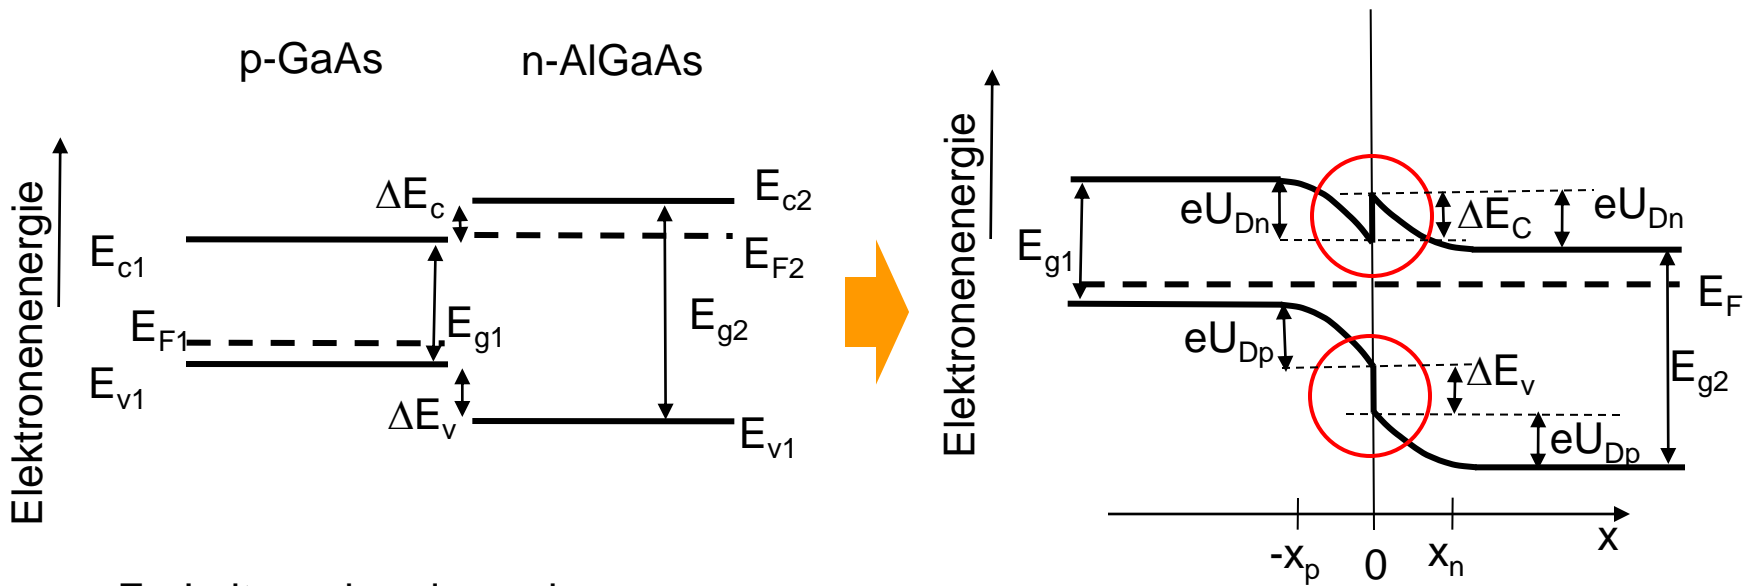 p-GaAs
n-AlGaAs
Elektronenenergie
ΔEc
Ec2
Ec1
EF2
EF1
Eg1
Eg2
Ev1
ΔEv
Ev1
Elektronenenergie
eUDn
ΔEC
eUDn
Eg1
EF
eUDp
ΔEv
Eg2
eUDp
x
-xp
0
xn